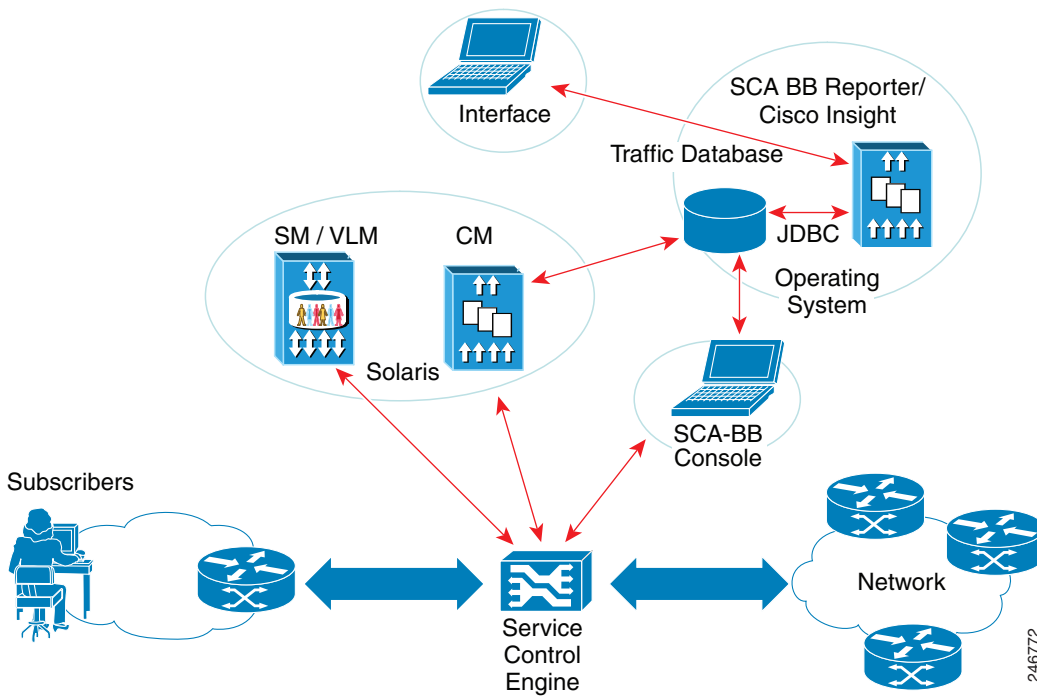 Interface
SCA BB Reporter/
Cisco Insight
Traffic Database
JDBC
Operating
System
SM / VLM
CM
Solaris
SCA-BB
Console
Subscribers
Service
Control
Engine
Network
246772